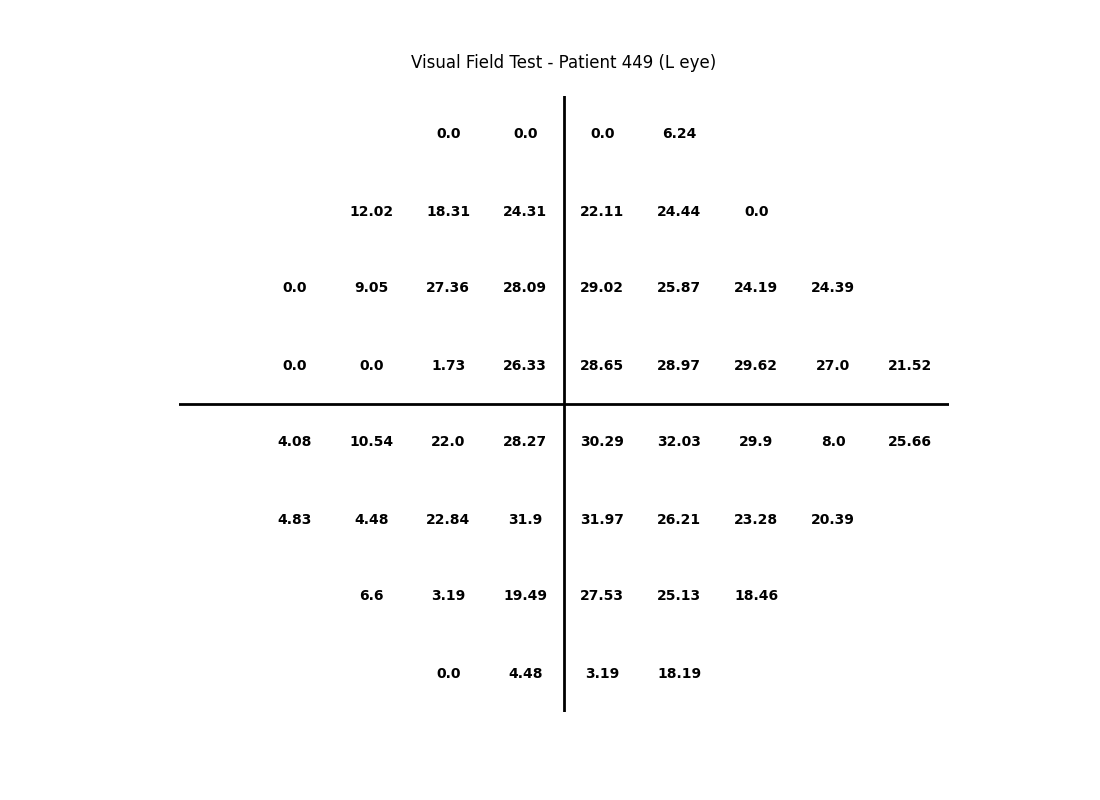 Visual Field Test - Patient 449 (L eye)
0.0 0.0 0.0 6.24
12.02 18.31 24.31 22.11 24.44 0.0
0.0 9.05 27.36 28.09 29.02 25.87 24.19 24.39
0.0 0.0 1.73 26.33 28.65 28.97 29.62 27.0 21.52
4.08 10.54 22.0 28.27 30.29 32.03 29.9 8.0 25.66
4.83 4.48 22.84 31.9 31.97 26.21 23.28 20.39
6.6 3.19 19.49 27.53 25.13 18.46
0.0 4.48 3.19 18.19